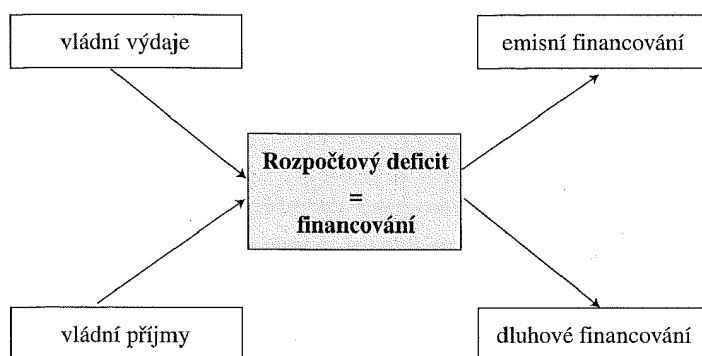 vládní výdaje
emisní financování
Rozpočtový deficit
=
financování
vládní příjmy
dluhové financování